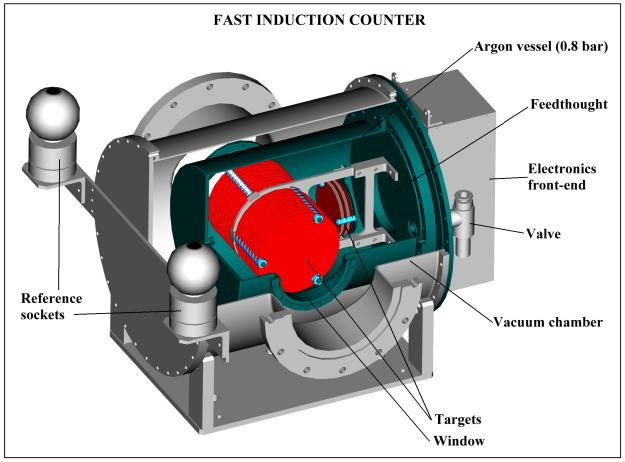 FAST INDUCTION COUNTER
Argon vessel (0.8 bar)
Feedthought
Electronics
front-end
Valve
Reference
sockets
Vacuum chamber
Targets
Window